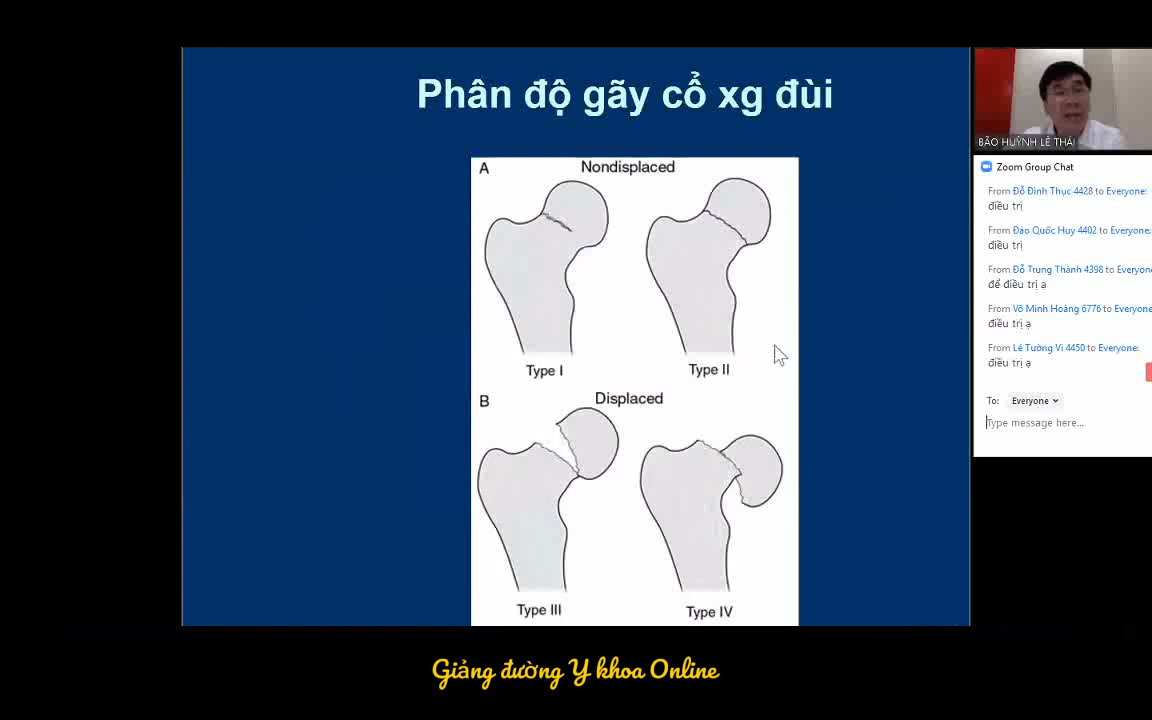 Phân độ gãy cổ xg đùi
A
Nondisplaced
Type I
Type II
B
Displaced
Type III
Type IV
Giảng đường Y khoa Online
BẢO HUỲNH LÊ THÁI
Zoom Group Chat
From Đỗ Đình Thục 4428 to Everyone:
điều trị
From Đào Quốc Huy 4402 to Everyone:
điều trị
From Đỗ Trung Thành 4398 to Everyon
để điều trị ạ
From Võ Minh Hoàng 6776 to Everyone
điều trị ạ
From Lê Tường Vi 4450 to Everyone:
điều trị ạ
To: Everyone
Type message here...